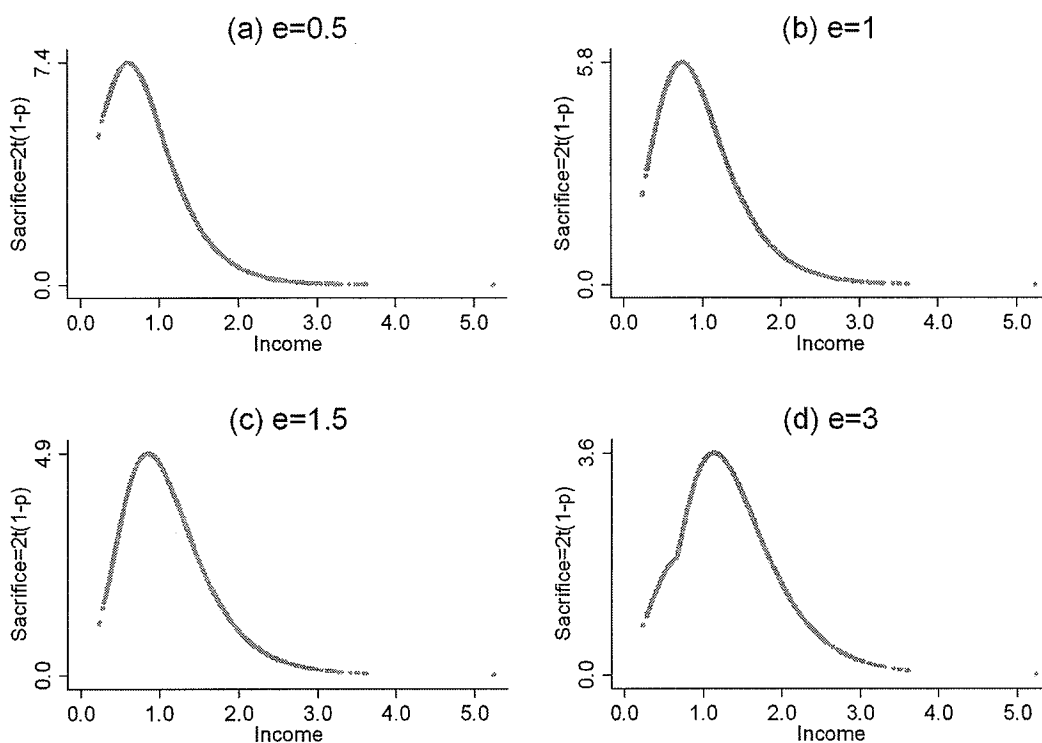 (a) e=0.5
7.4
Sacrifice=2t(1-p)
0.0
0.0 1.0 2.0 3.0 4.0 5.0
Income
(b) e=1
5.8
Sacrifice=2t(1-p)
0.0
0.0 1.0 2.0 3.0 4.0 5.0
Income
(c) e=1.5
4.9
Sacrifice=2t(1-p)
0.0
0.0 1.0 2.0 3.0 4.0 5.0
Income
(d) e=3
3.6
Sacrifice=2t(1-p)
0.0
0.0 1.0 2.0 3.0 4.0 5.0
Income